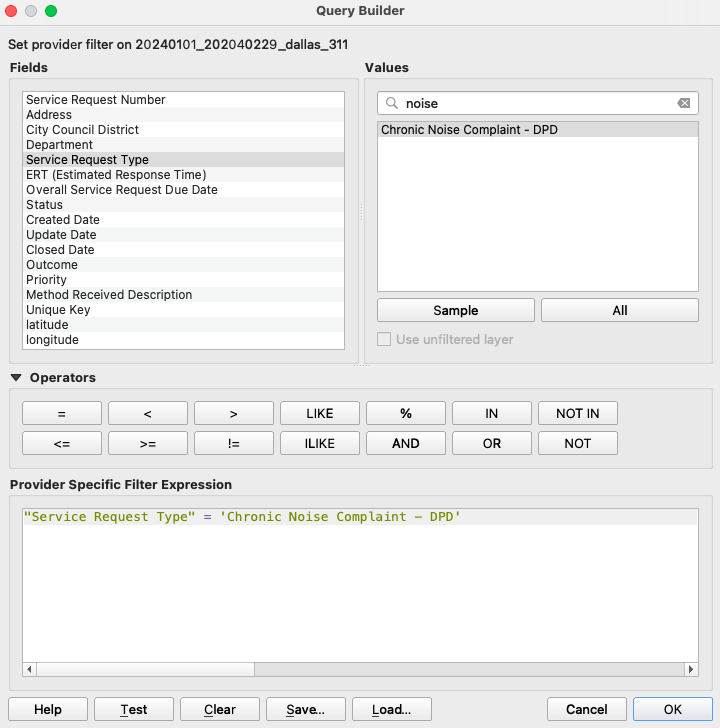 Query Builder
Set provider filter on 20240101_202040229_dallas_311
Fields
Values
Service Request Number
Address
City Council District
Department
Service Request Type
ERT (Estimated Response Time)
Overall Service Request Due Date
Status
Created Date
Update Date
Closed Date
Outcome
Priority
Method Received Description
Unique Key
latitude
longitude
noise
Chronic Noise Complaint - DPD
Sample All
Use unfiltered layer
Operators
= < > LIKE % IN NOT IN
<= >= != ILIKE AND OR NOT
Provider Specific Filter Expression
"Service Request Type" = 'Chronic Noise Complaint – DPD'
Help Test Clear Save... Load... Cancel OK